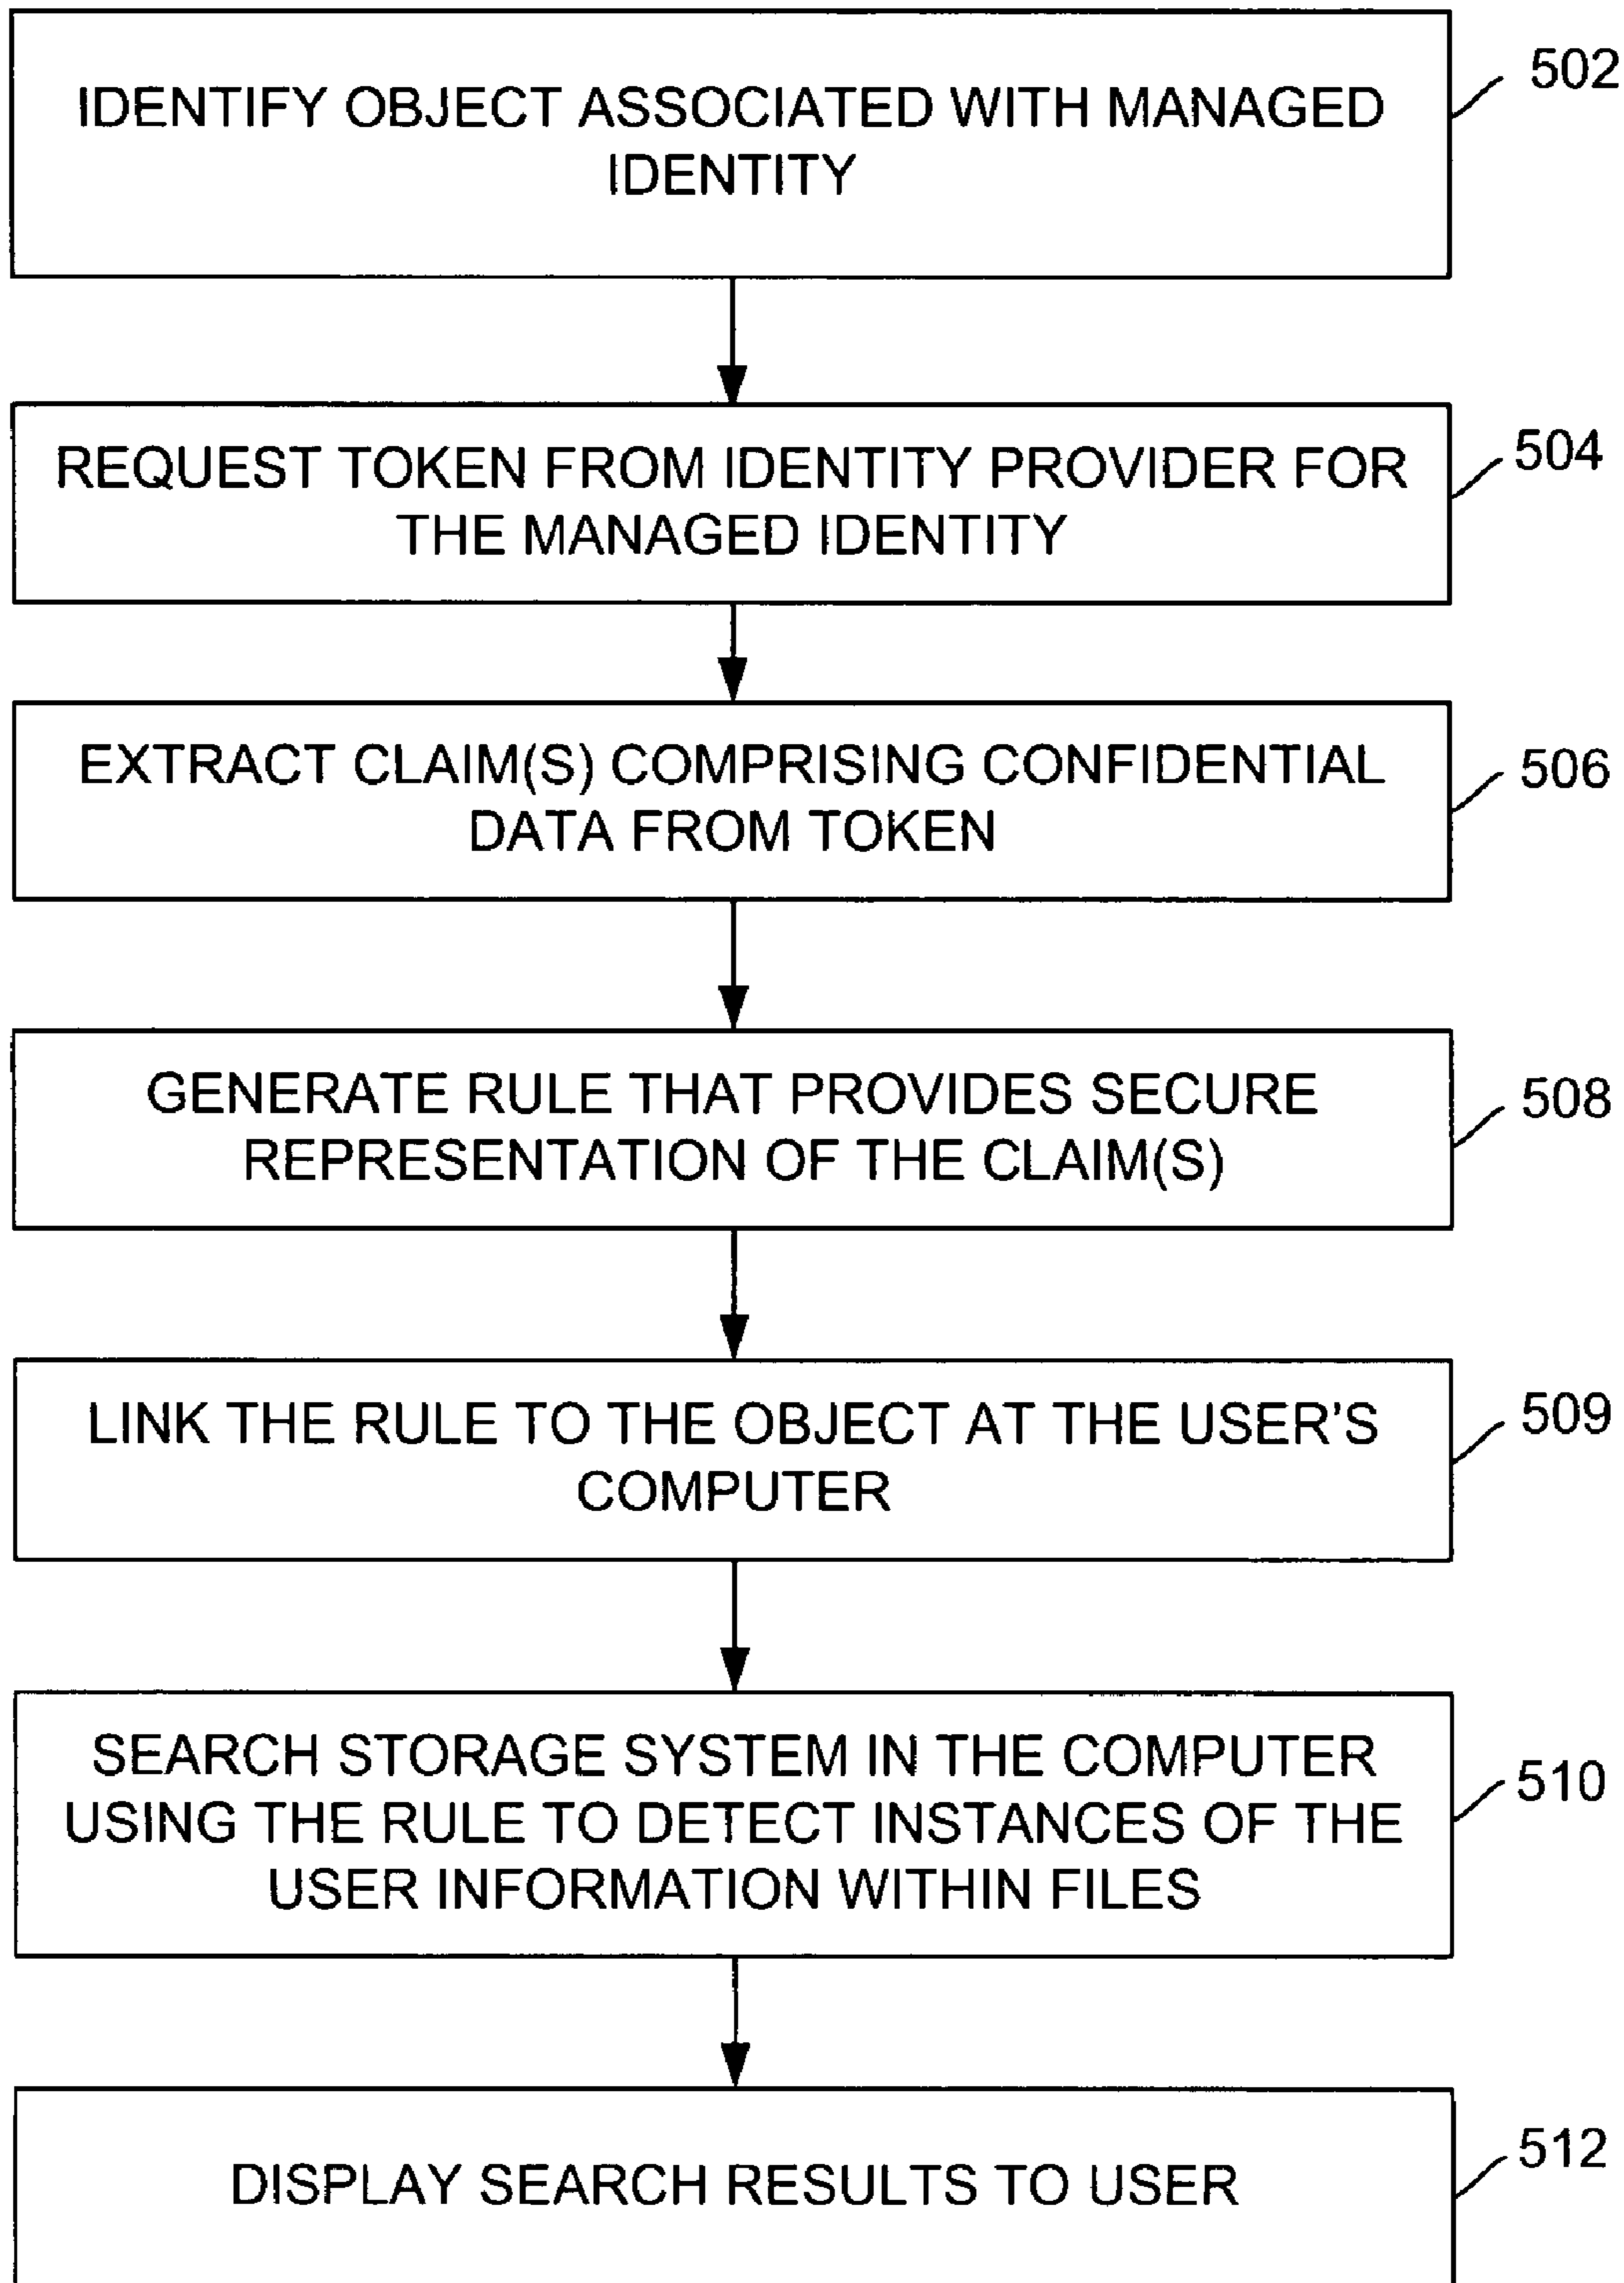 IDENTIFY OBJECT ASSOCIATED WITH MANAGED
IDENTITY
502
REQUEST TOKEN FROM IDENTITY PROVIDER FOR
THE MANAGED IDENTITY
504
EXTRACT CLAIM(S) COMPRISING CONFIDENTIAL
DATA FROM TOKEN
506
GENERATE RULE THAT PROVIDES SECURE
REPRESENTATION OF THE CLAIM(S)
508
LINK THE RULE TO THE OBJECT AT THE USER'S
COMPUTER
509
SEARCH STORAGE SYSTEM IN THE COMPUTER
USING THE RULE TO DETECT INSTANCES OF THE
USER INFORMATION WITHIN FILES
510
DISPLAY SEARCH RESULTS TO USER
512